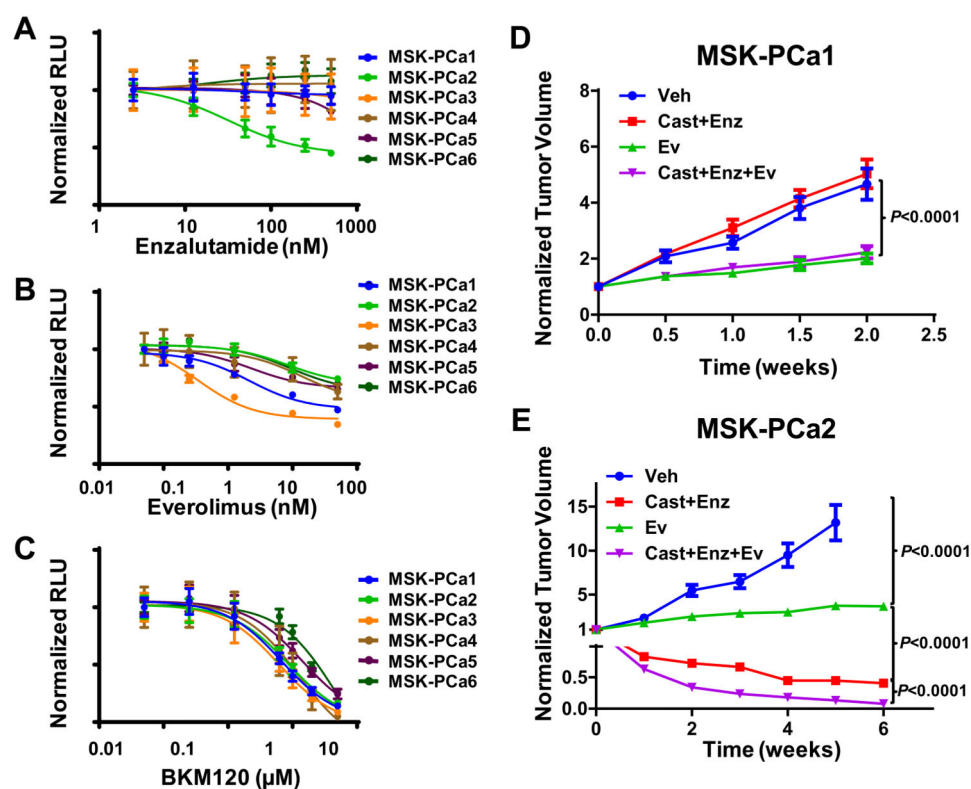 A
Normalized RLU
MSK-PCa1
MSK-PCa2
MSK-PCa3
MSK-PCa4
MSK-PCa5
MSK-PCa6
1 10 100 1000
Enzalutamide (nM)
B
Normalized RLU
MSK-PCa1
MSK-PCa2
MSK-PCa3
MSK-PCa4
MSK-PCa5
MSK-PCa6
0.01 0.1 1 10 100
Everolimus (nM)
C
Normalized RLU
MSK-PCa1
MSK-PCa2
MSK-PCa3
MSK-PCa4
MSK-PCa5
MSK-PCa6
0.01 0.1 1 10
BKM120 (µM)
D
MSK-PCa1
Normalized Tumor Volume
8
6
4
2
0
Veh
Cast+Enz
Ev
Cast+Enz+Ev
P<0.0001
0.0 0.5 1.0 1.5 2.0 2.5
Time (weeks)
E
MSK-PCa2
Normalized Tumor Volume
15
10
5
1
0.5
0.0
Veh
Cast+Enz
Ev
Cast+Enz+Ev
P<0.0001
P<0.0001
P<0.0001
0 2 4 6
Time (weeks)